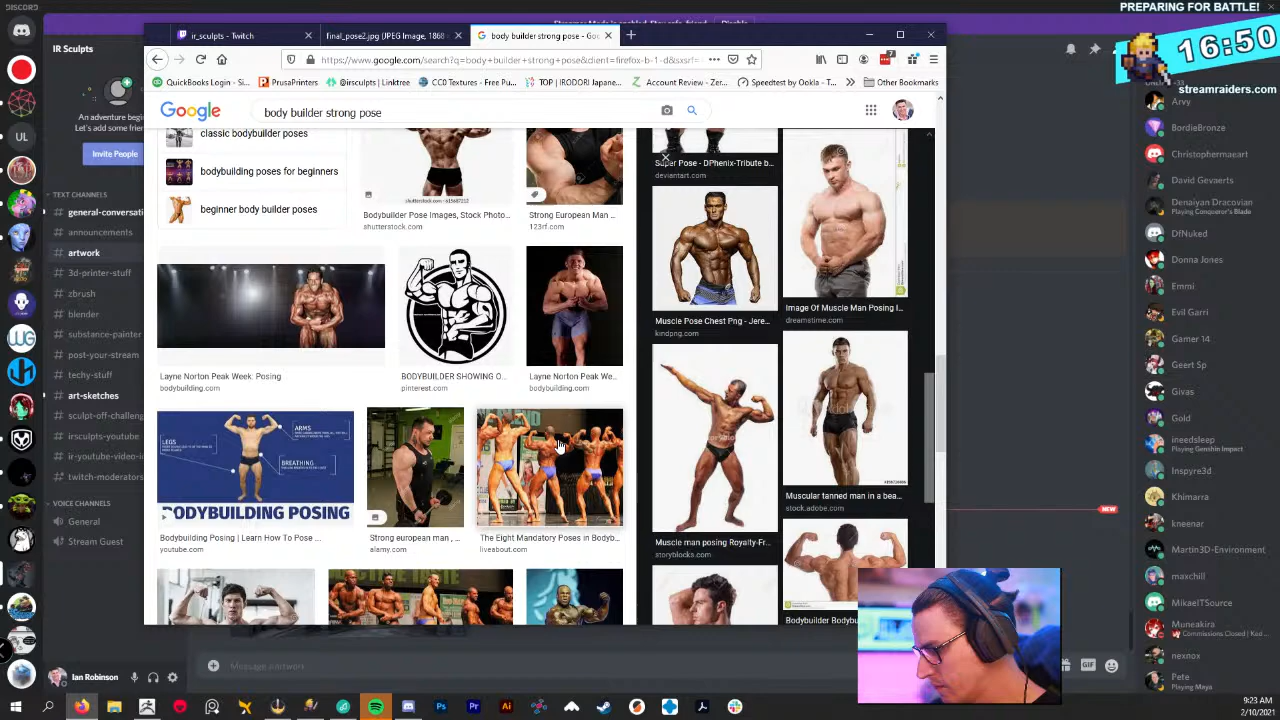 DISCORD
PREPARING FOR BATTLE!
16:50
streamraiders.com
IR Sculpts
ir_sculpts - Twitch
final_pose2.jpg (JPEG Image, 1868
body builder strong pose - Goo
https://www.google.com/search?q=body+builder+strong+pose&client=firefox-b-1-d&sxsrf=
QuickBooks Login - Si...
PrusaPrinters
@irsculpts | Linktree
CC0 Textures - Free Pu...
TOP | IRODORI Japane...
Account Review - Zer...
Speedtest by Ookla - T...
Other Bookmarks
Google
body builder strong pose
An adventure begin
Let's add some frien
Invite People
TEXT CHANNELS
general-conversati
announcements
artwork
3d-printer-stuff
zbrush
blender
substance-painter
post-your-stream
techy-stuff
art-sketches
sculpt-off-challeng
irsculpts-youtube
ir-youtube-video-i
twitch-moderators
VOICE CHANNELS
General
Stream Guest
Ian Robinson
classic bodybuilder poses
bodybuilding poses for beginners
beginner body builder poses
Bodybuilder Pose Images, Stock Photo...
shutterstock.com
Strong European Man ...
123rf.com
Layne Norton Peak Week: Posing
bodybuilding.com
BODYBUILDER SHOWING O...
pinterest.com
Layne Norton Peak We...
bodybuilding.com
LEGS
ARMS
BREATHING
BODYBUILDING POSING
Bodybuilding Posing | Learn How To Pose ...
youtube.com
Strong european man , ...
alamy.com
The Eight Mandatory Poses in Bodyb...
liveabout.com
Super Pose - DPhenix-Tribute b...
deviantart.com
Muscle Pose Chest Png - Jere...
kindpng.com
Muscle man posing Royalty-Fr...
storyblocks.com
Image Of Muscle Man Posing I...
dreamstime.com
Muscular tanned man in a bea...
stock.adobe.com
Bodybuilder Bodybu
Message #artwork
GIF
NEW
Arvy
BordieBronze
Christophermaeart
David Gevaerts
Denaiyan Dracovian
Playing Conqueror's Blade
DfNuked
Donna Jones
Emmi
Evil Garri
Gamer 14
Geert Sp
Givas
Gold
ineedsleep
Playing Genshin Impact
Inspyre3d
Khimarra
kneenar
Martin3D-Environment
maxchill
MikaelTSource
Muneakira
Commissions Closed | Koo ...
nexnox
Pete
Playing Maya
9:23 AM
2/10/2021